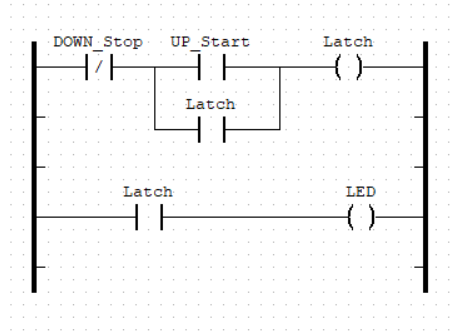 DOWN_Stop UP_Start Latch
Latch
Latch LED